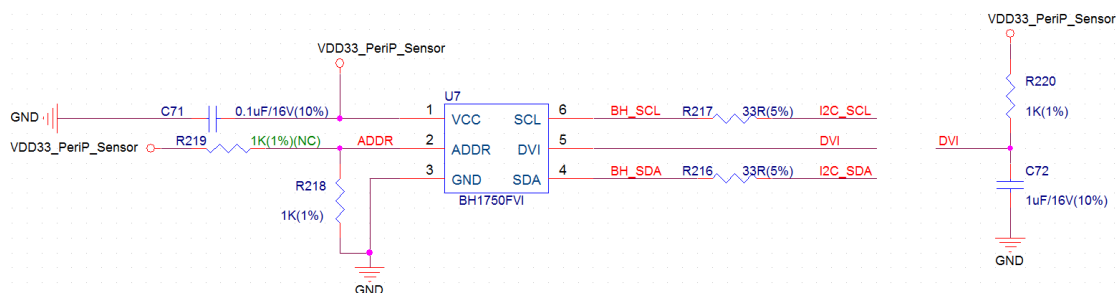 VDD33_PeriP_Sensor
VDD33_PeriP_Sensor
U7
R220
C71 0.1uF/16V(10%) 1 VCC SCL 6 BH_SCL R217 33R(5%) I2C_SCL 1K(1%)
GND
R219 1K(1%)(NC) ADDR 2 ADDR DVI 5 DVI DVI
VDD33_PeriP_Sensor
3 GND SDA 4 BH_SDA R216 33R(5%) I2C_SDA C72
R218
1K(1%) BH1750FVI 1uF/16V(10%)
GND
GND